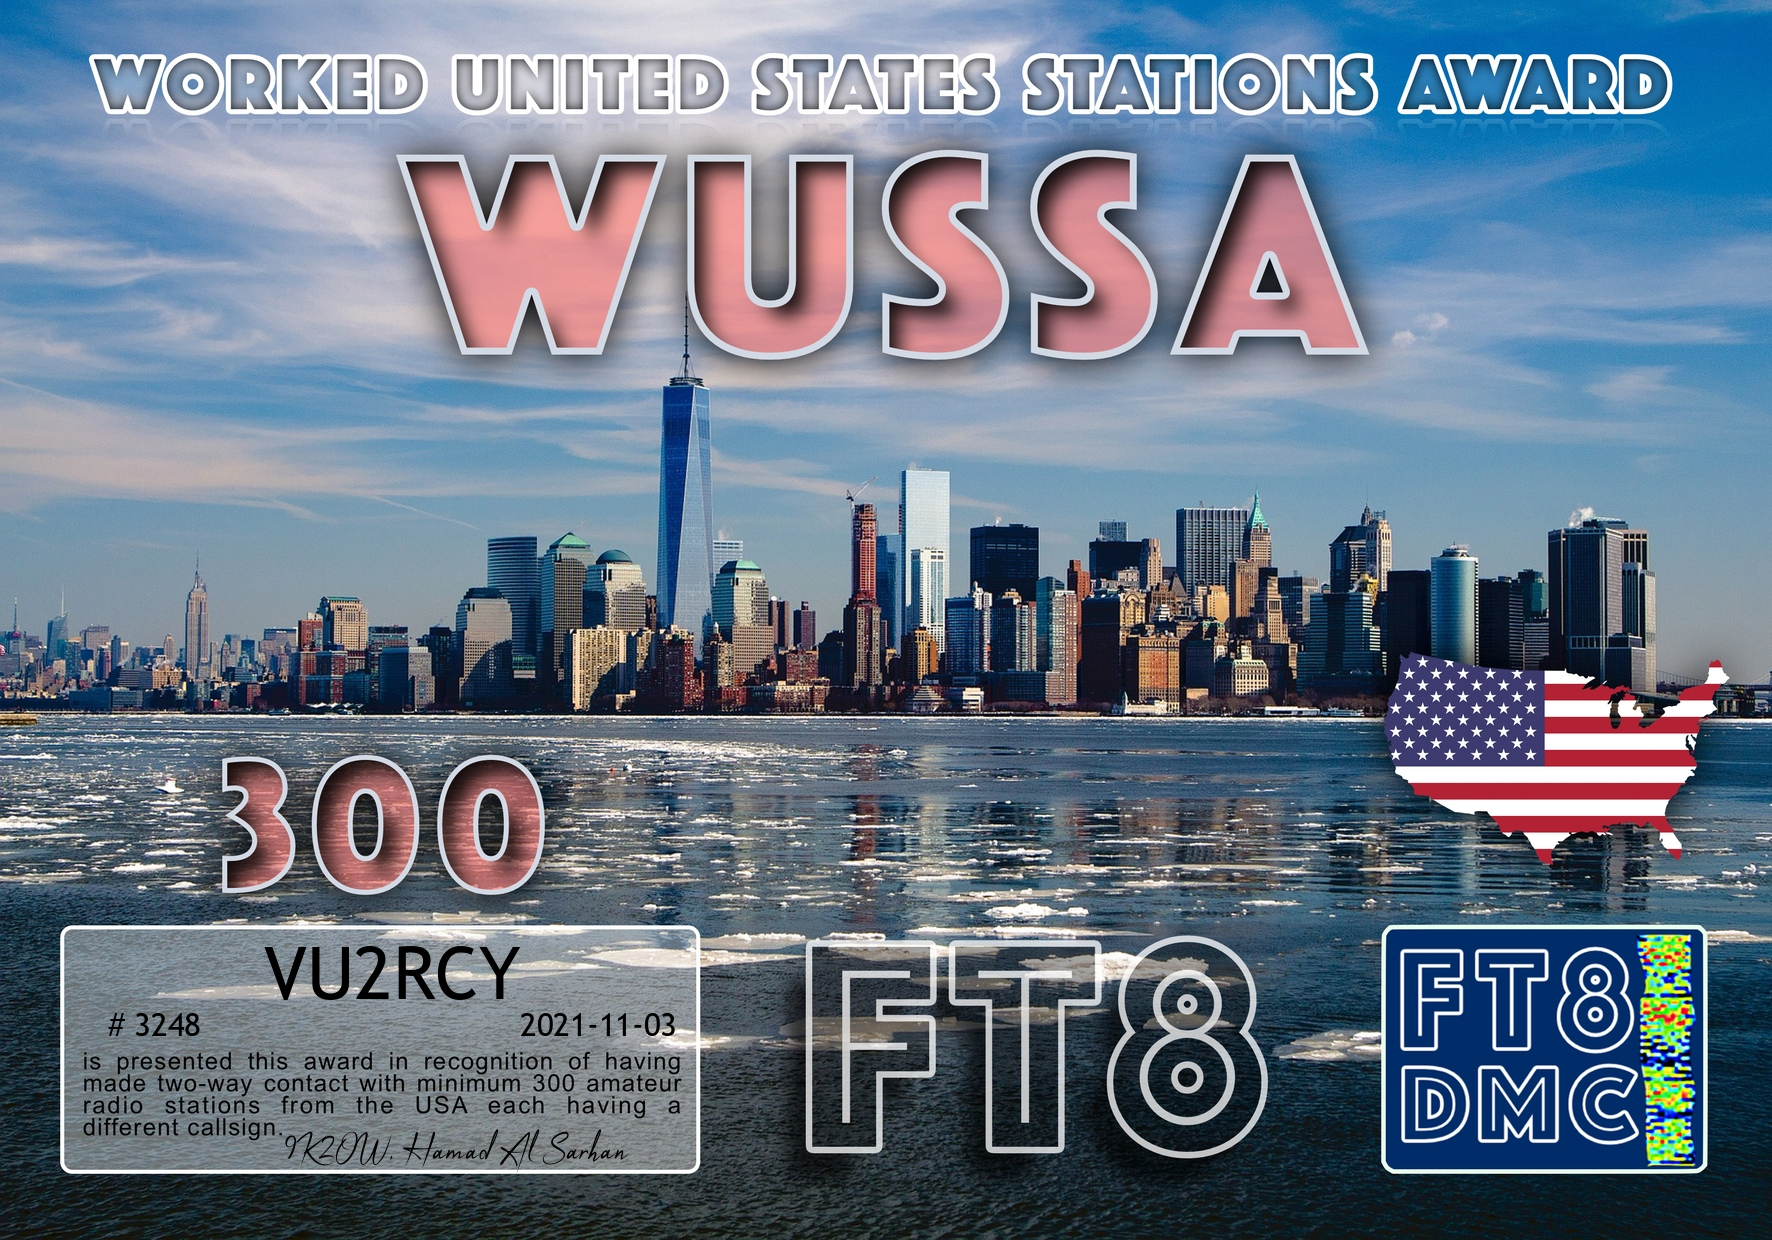 WORKED UNITED STATES STATIONS AWARD
WUSSA
300
VU2RCY
# 3248 2021-11-03
is presented this award in recognition of having
made two-way contact with minimum 300 amateur
radio stations from the USA each having a
different callsign.
9K2OW, Hamad Al Sarhan
FT8
FT8
DMC